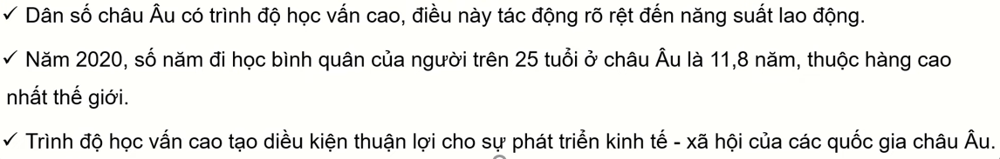 ✓ Dân số châu Âu có trình độ học vấn cao, điều này tác động rõ rệt đến năng suất lao động.
✓ Năm 2020, số năm đi học bình quân của người trên 25 tuổi ở châu Âu là 11,8 năm, thuộc hàng cao
nhất thế giới.
✓ Trình độ học vấn cao tạo diều kiện thuận lợi cho sự phát triển kinh tế - xã hội của các quốc gia châu Âu.